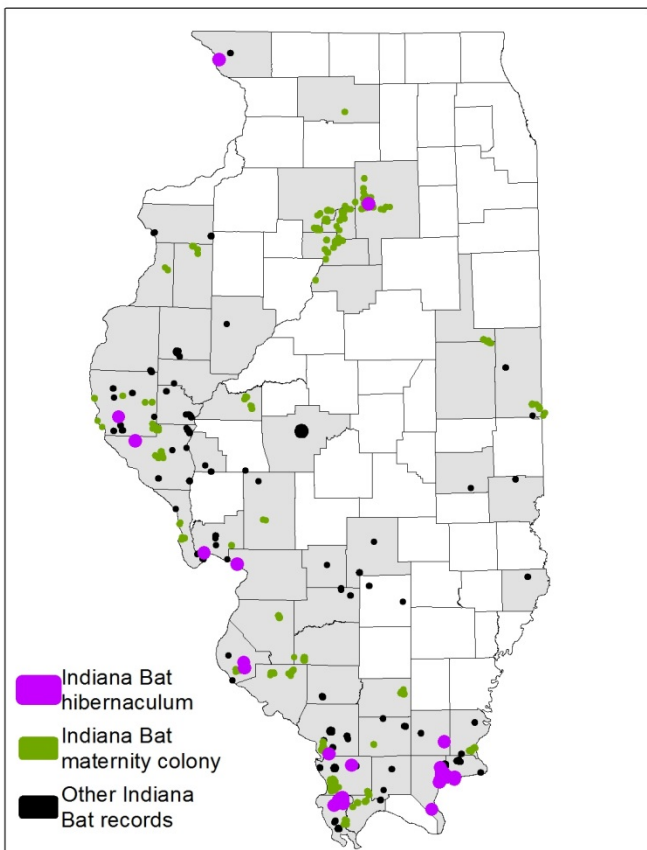 Indiana Bat
hibernaculum
Indiana Bat
maternity colony
Other Indiana
Bat records